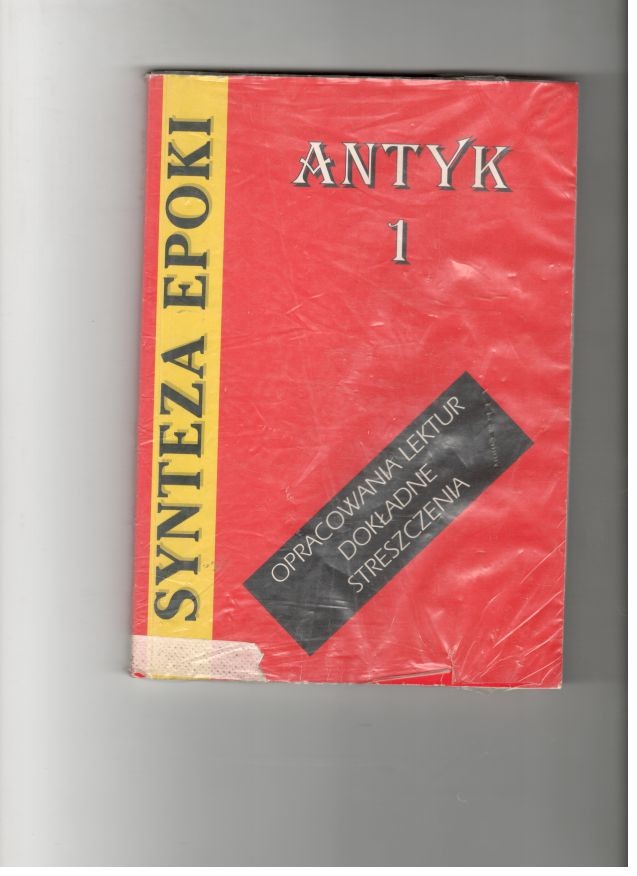 SYNTEZA EPOKI
ANTYK
1
OPRACOWANIA LEKTUR
DOKŁADNE
STRESZCZENIA